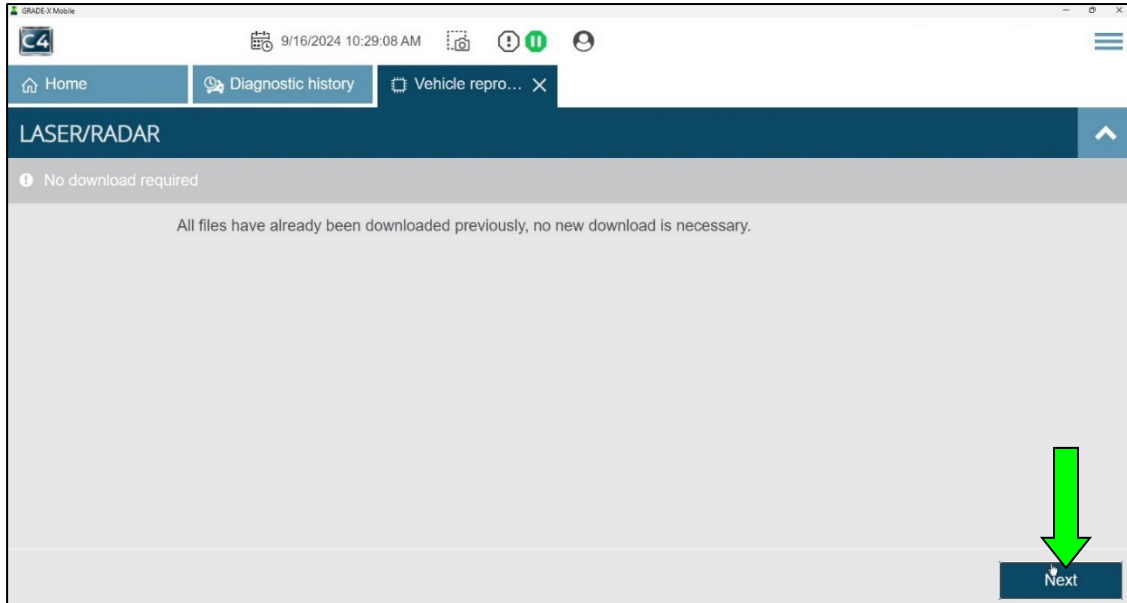 GRADE-X Mobile
C4
9/16/2024 10:29:08 AM
Home
Diagnostic history
Vehicle repro...
LASER/RADAR
No download required
All files have already been downloaded previously, no new download is necessary.
Next